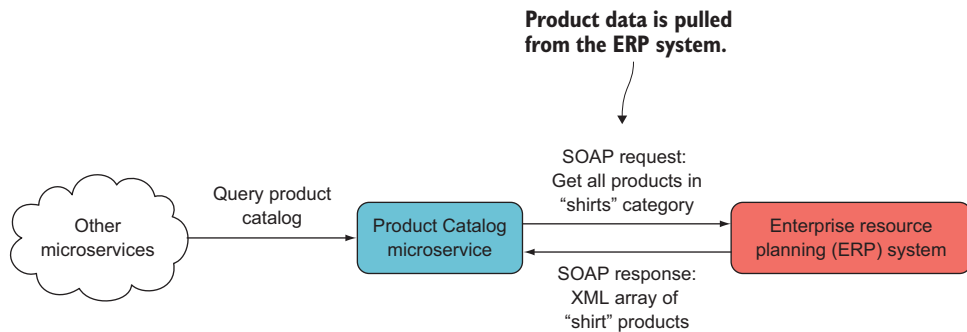 Product data is pulled
from the ERP system.
SOAP request:
Get all products in
“shirts” category
Query product
catalog
Other
microservices
Product Catalog
microservice
Enterprise resource
planning (ERP) system
SOAP response:
XML array of
“shirt” products